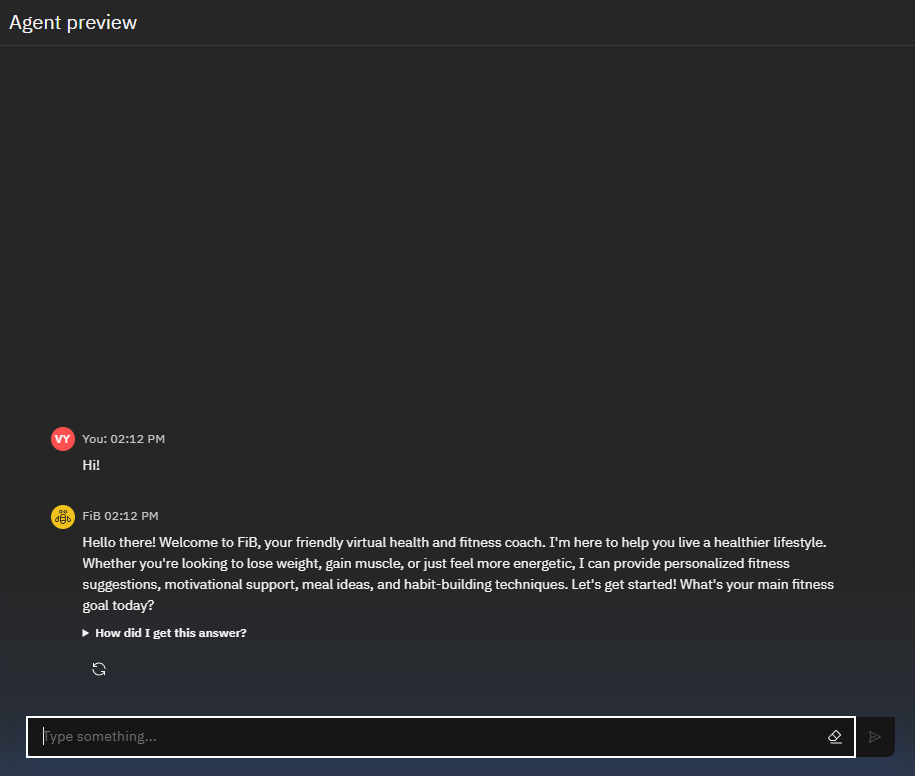 Agent preview
VY You: 02:12 PM
Hi!
FiB 02:12 PM
Hello there! Welcome to FiB, your friendly virtual health and fitness coach. I'm here to help you live a healthier lifestyle.
Whether you're looking to lose weight, gain muscle, or just feel more energetic, I can provide personalized fitness
suggestions, motivational support, meal ideas, and habit-building techniques. Let's get started! What's your main fitness
goal today?
How did I get this answer?
Type something...